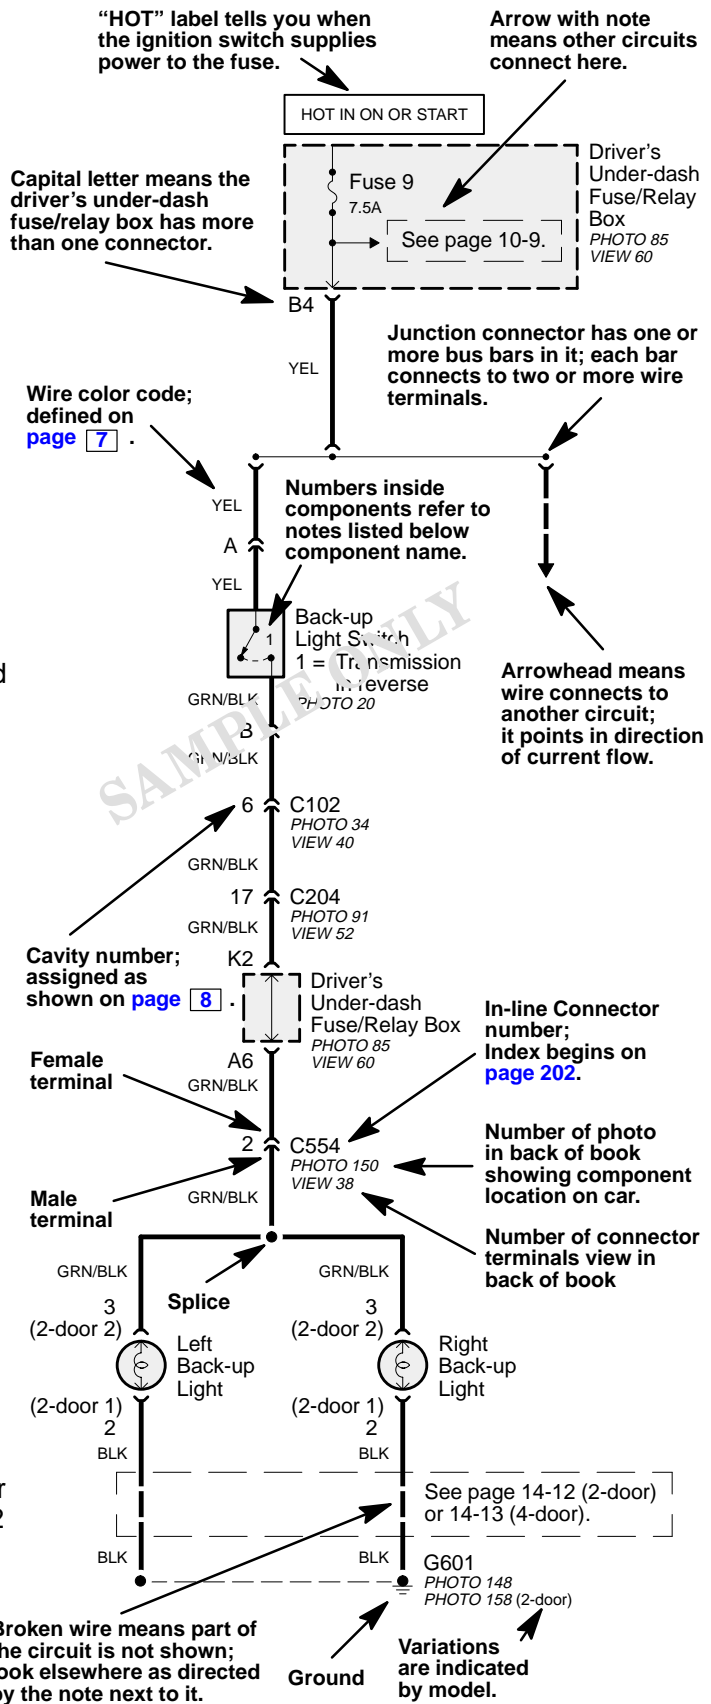 “HOT” label tells you when
the ignition switch supplies
power to the fuse.
Arrow with note
means other circuits
connect here.
HOT IN ON OR START
Capital letter means the
driver’s under-dash
fuse/relay box has more
than one connector.
Fuse 9
7.5A
See page 10-9.
Driver’s
Under-dash
Fuse/Relay
Box
PHOTO 85
VIEW 60
B4
YEL
Junction connector has one or
more bus bars in it; each bar
connects to two or more wire
terminals.
Wire color code;
defined on
page 7 .
YEL
A
YEL
Numbers inside
components refer to
notes listed below
component name.
1
Back-up
Light Switch
1 = Transmission
in reverse
PHOTO 20
SAMPLE ONLY
d
Arrowhead means
wire connects to
another circuit;
it points in direction
of current flow.
GRN/BLK
B
GRN/BLK
6
C102
PHOTO 34
VIEW 40
GRN/BLK
17
C204
PHOTO 91
VIEW 52
GRN/BLK
Cavity number;
assigned as
shown on page 8 .
K2
Driver’s
Under-dash
Fuse/Relay Box
PHOTO 85
VIEW 60
A6
GRN/BLK
In-line Connector
number;
Index begins on
page 202.
Female
terminal
2
C554
PHOTO 150
VIEW 38
Number of photo
in back of book
showing component
location on car.
Male
terminal
GRN/BLK
Number of connector
terminals view in
back of book
GRN/BLK
Splice
GRN/BLK
3
(2-door 2)
Left
Back-up
Light
(2-door 1)
2
BLK
3
(2-door 2)
Right
Back-up
Light
(2-door 1)
2
BLK
r
2
See page 14-12 (2-door)
or 14-13 (4-door).
BLK
BLK
G601
PHOTO 148
PHOTO 158 (2-door)
Broken wire means part of
the circuit is not shown;
look elsewhere as directed
by the note next to it.
Ground
Variations
are indicated
by model.